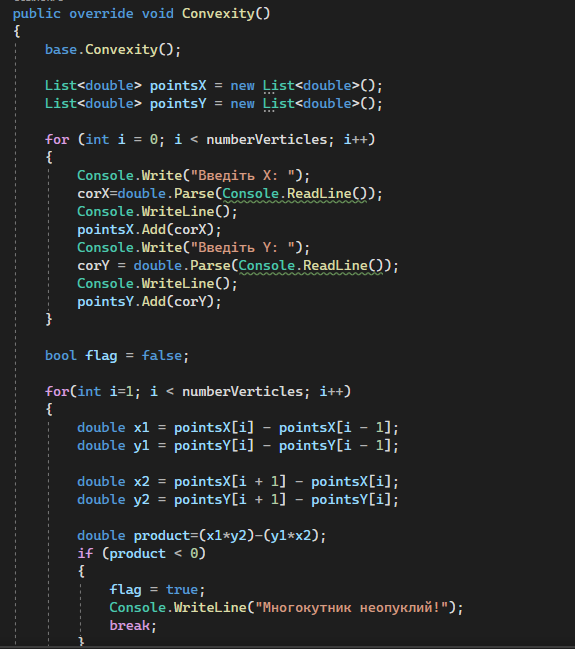 public override void Convexity()
{
base.Convexity();
List<double> pointsX = new List<double>();
List<double> pointsY = new List<double>();
for (int i = 0; i < numberVerticles; i++)
{
Console.Write("Введіть X: ");
corX=double.Parse(Console.ReadLine());
Console.WriteLine();
pointsX.Add(corX);
Console.Write("Введіть Y: ");
corY = double.Parse(Console.ReadLine());
Console.WriteLine();
pointsY.Add(corY);
}
bool flag = false;
for(int i=1; i < numberVerticles; i++)
{
double x1 = pointsX[i] - pointsX[i - 1];
double y1 = pointsY[i] - pointsY[i - 1];
double x2 = pointsX[i + 1] - pointsX[i];
double y2 = pointsY[i + 1] - pointsY[i];
double product=(x1*y2)-(y1*x2);
if (product < 0)
{
flag = true;
Console.WriteLine("Многокутник неопуклий!");
break;
}